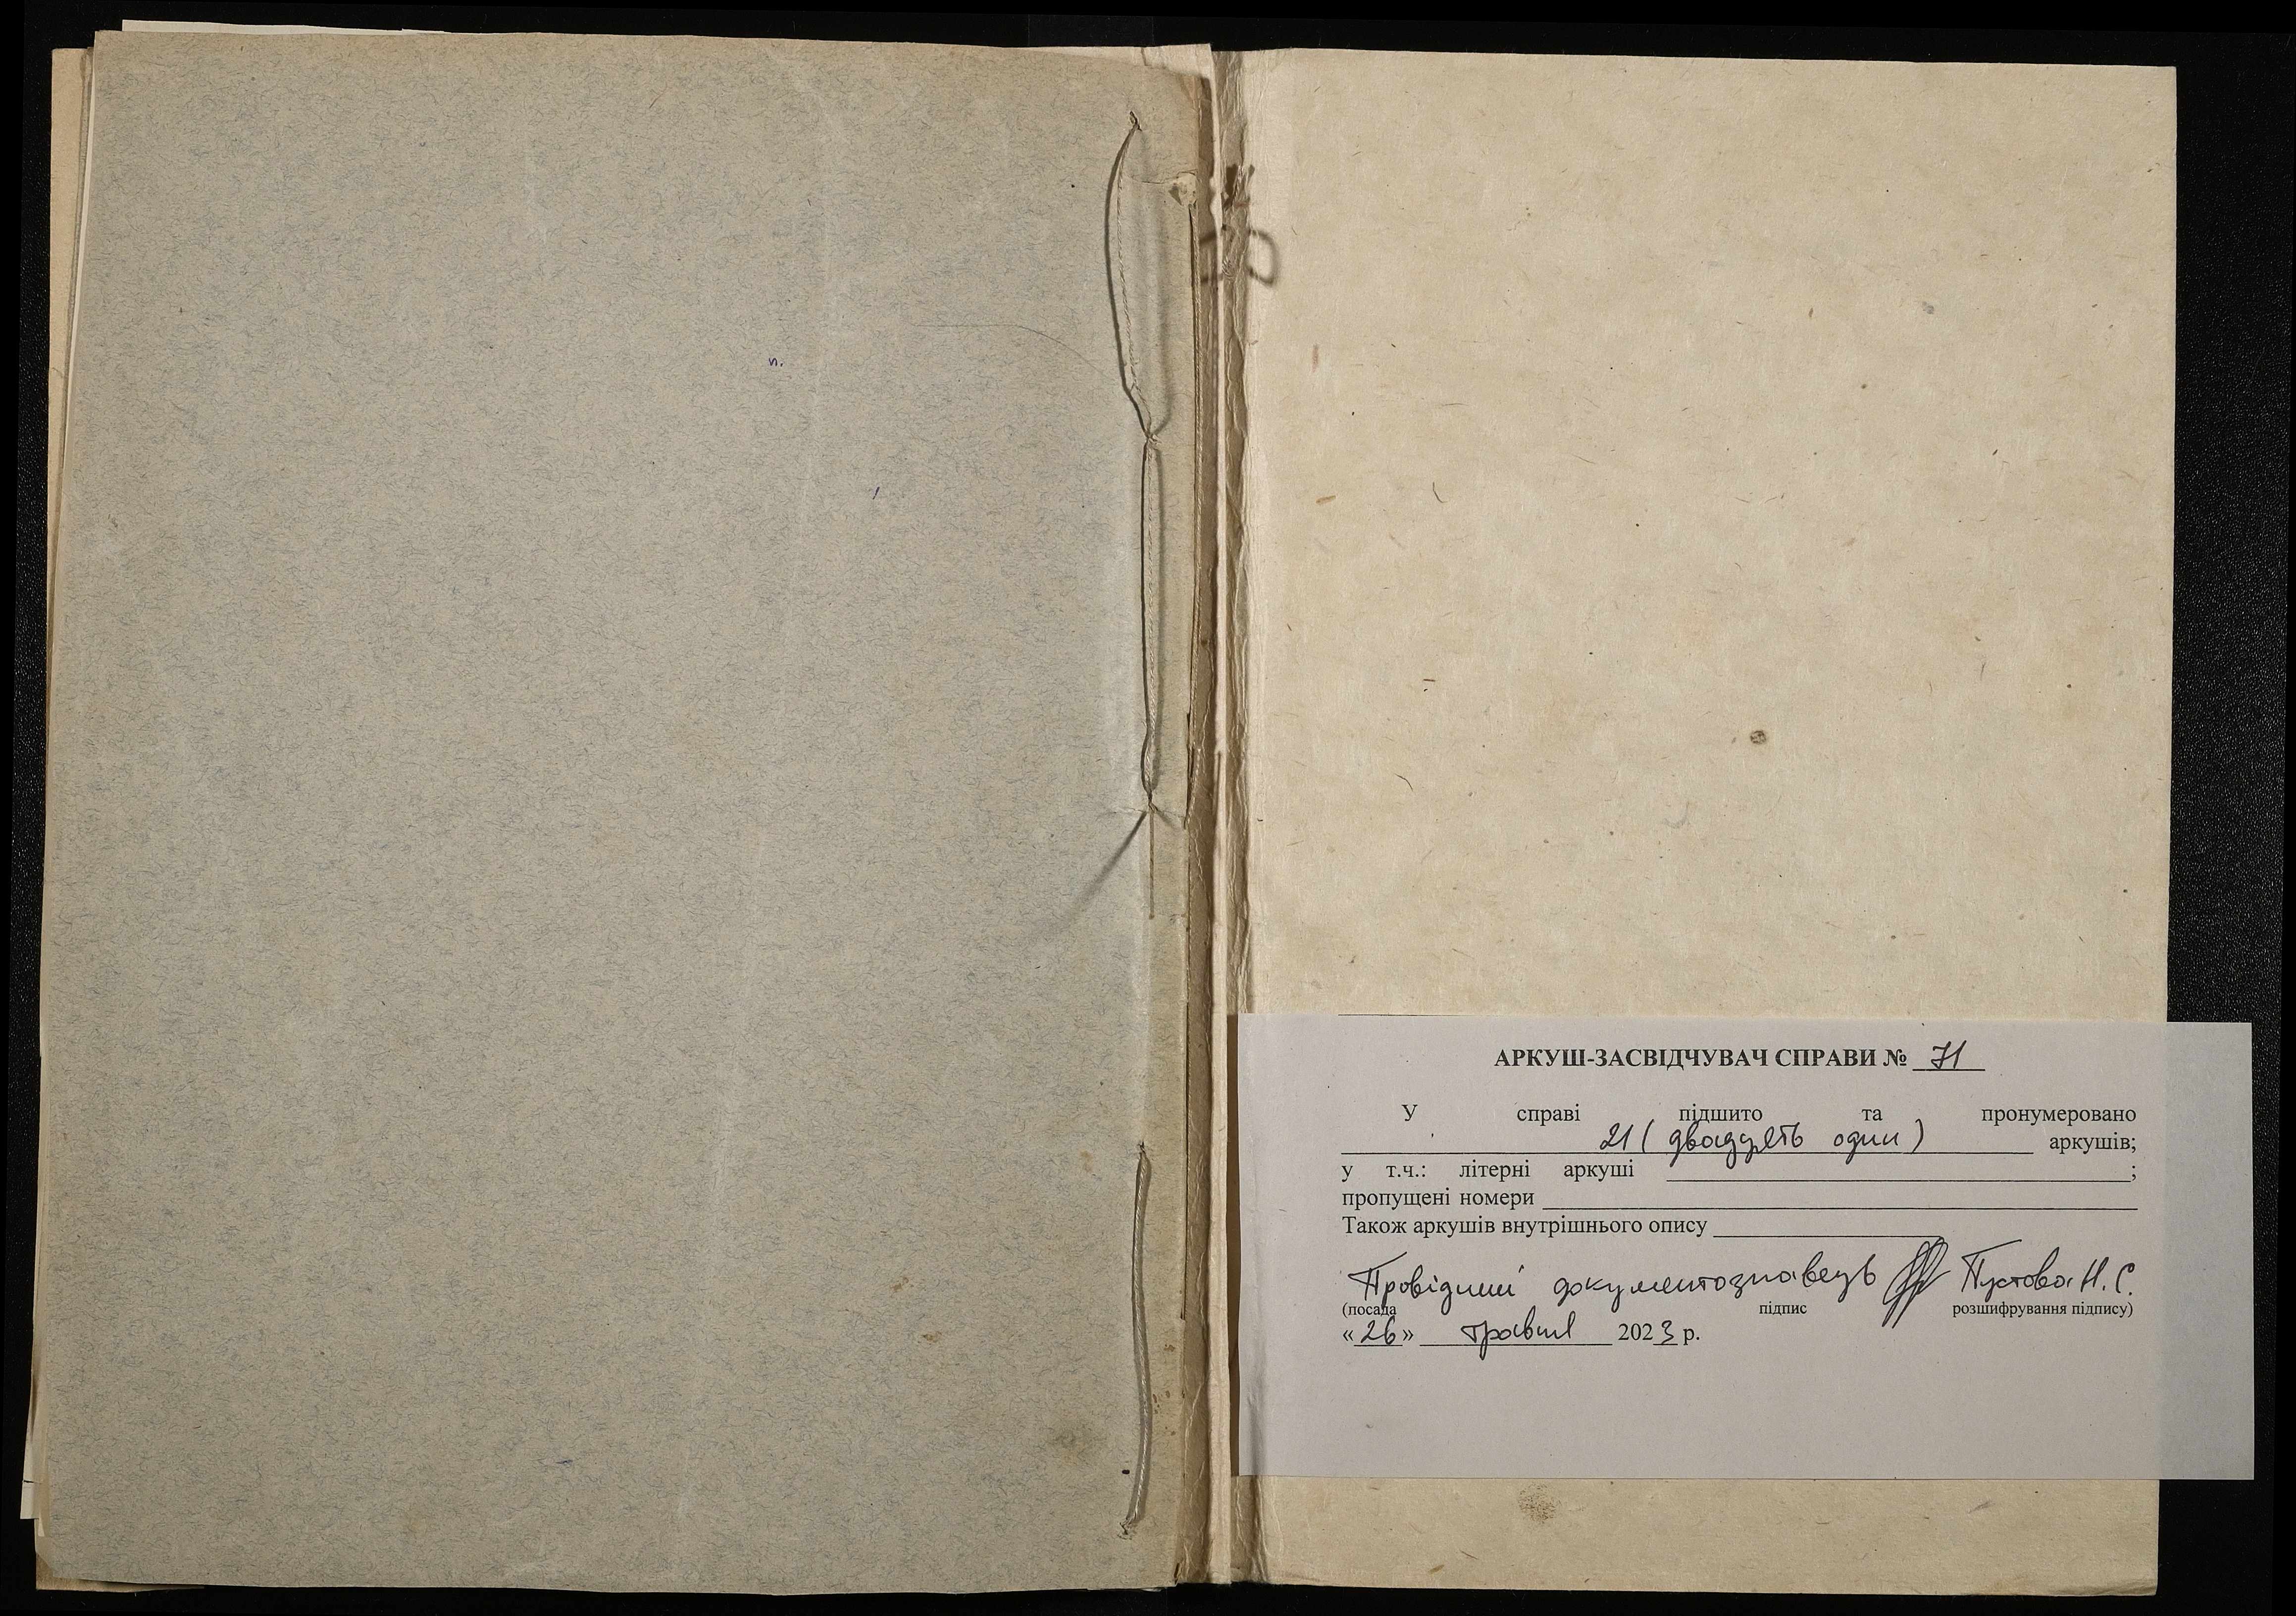 АРКУШ-ЗАСВІДЧУВАЧ СПРАВИ № 71
У справі підшито та пронумеровано
21 (двадцять один) аркушів;
у т.ч.: літерні аркуші ;
пропущені номери
Також аркушів внутрішнього опису
Провідний документознавець Пустова Н. С.
(посада підпис розшифрування підпису)
«26» травня 2023 р.